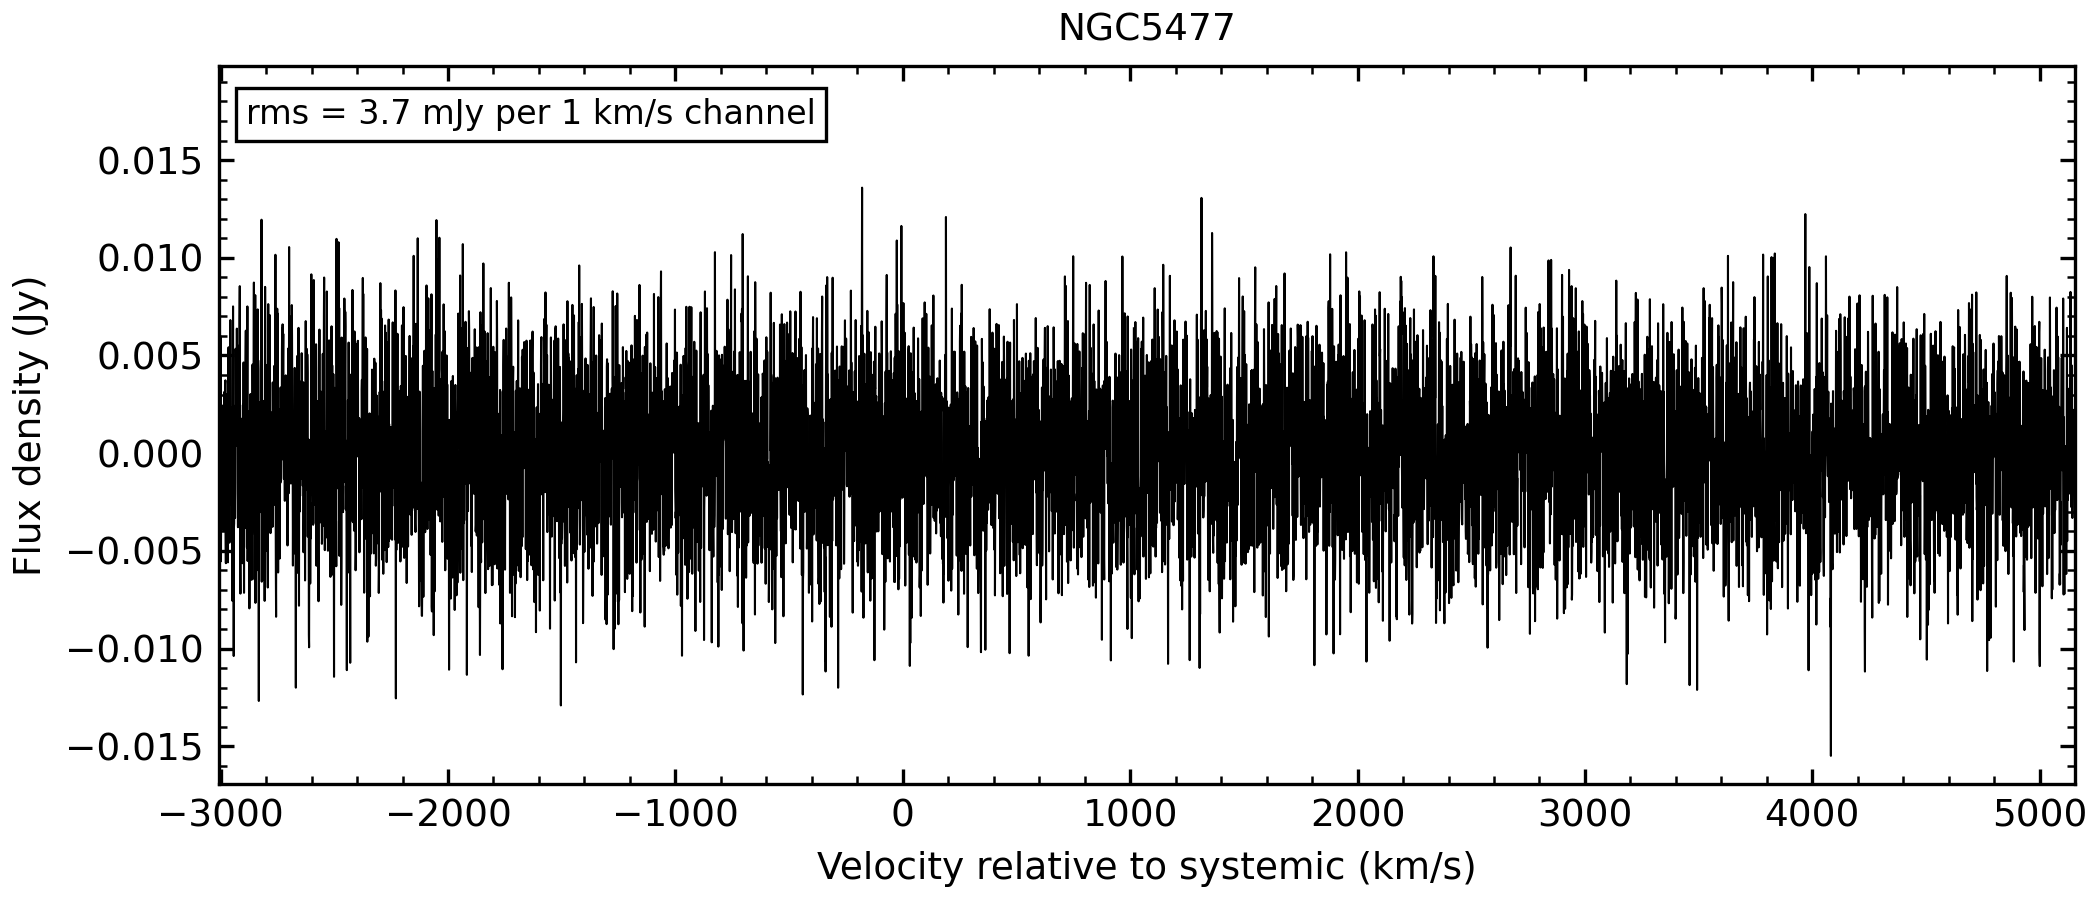 NGC5477
rms = 3.7 mJy per 1 km/s channel
0.015
0.010
0.005
0.000
−0.005
−0.010
−0.015
Flux density (Jy)
−3000 −2000 −1000 0 1000 2000 3000 4000 5000
Velocity relative to systemic (km/s)